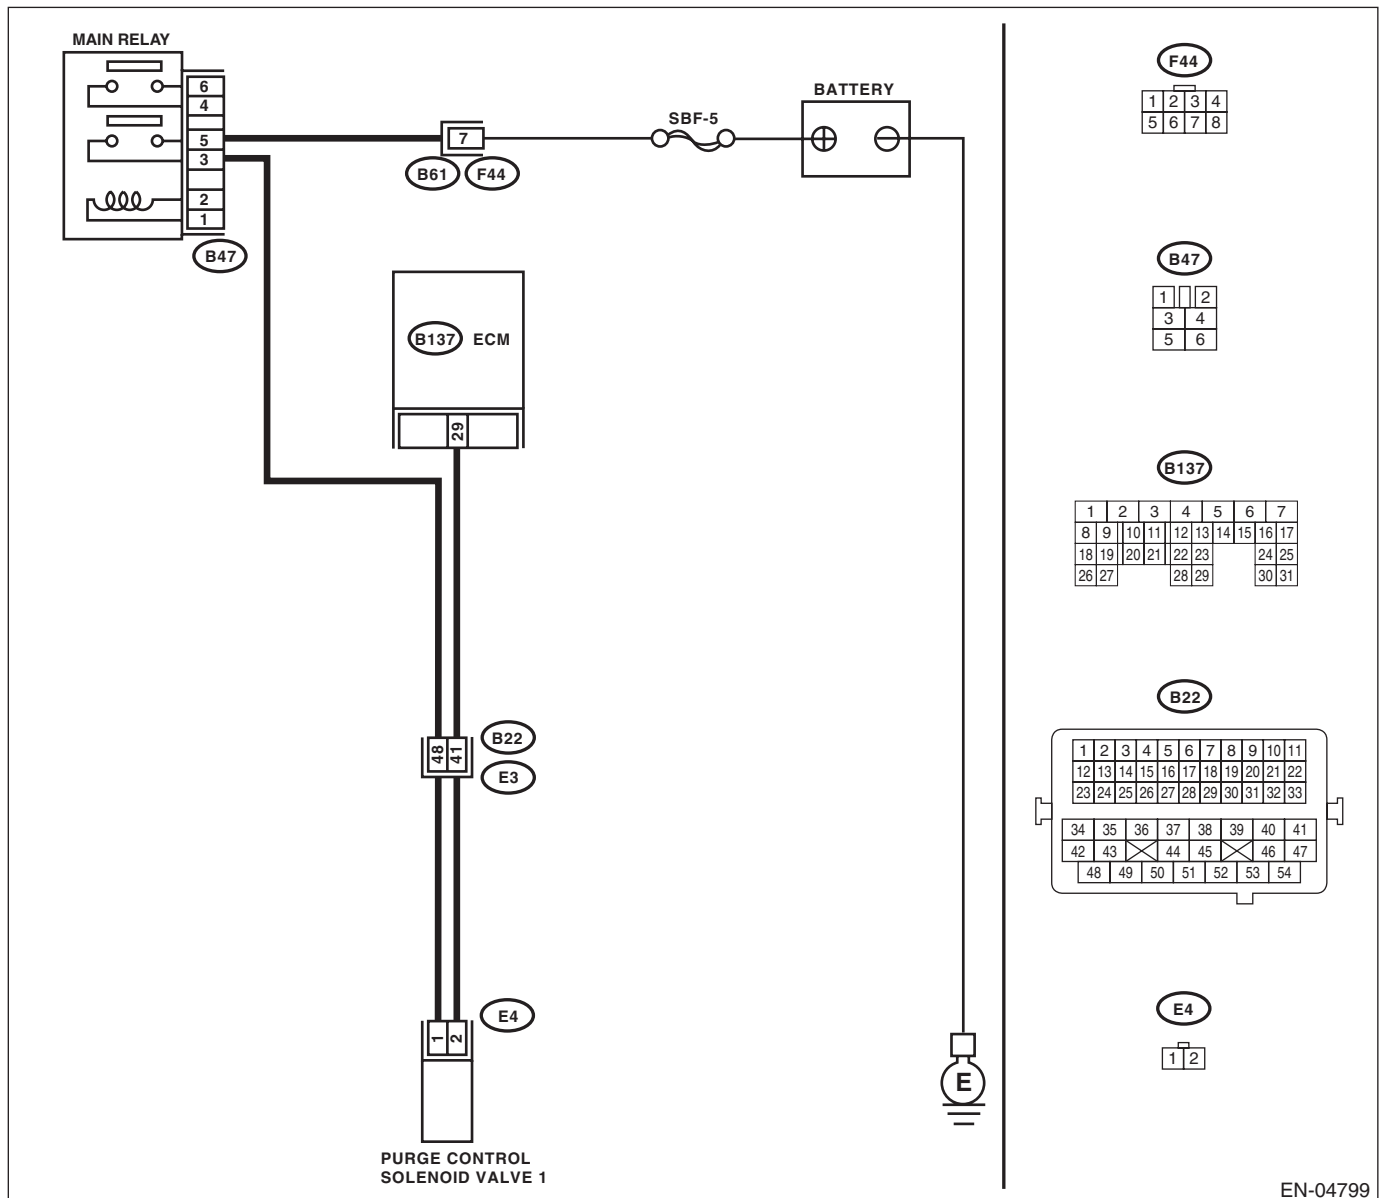 MAIN RELAY
6
4
5
3
2
1
B47
7
B61 F44
SBF-5
BATTERY
B137 ECM
29
48 41
B22
E3
1 2
E4
PURGE CONTROL
SOLENOID VALVE 1
E
F44
1 2 3 4
5 6 7 8
B47
1 2
3 4
5 6
B137
1 2 3 4 5 6 7
8 9 10 11 12 13 14 15 16 17
18 19 20 21 22 23 24 25
26 27 28 29 30 31
B22
1 2 3 4 5 6 7 8 9 10 11
12 13 14 15 16 17 18 19 20 21 22
23 24 25 26 27 28 29 30 31 32 33
34 35 36 37 38 39 40 41
42 43 44 45 46 47
48 49 50 51 52 53 54
E4
1 2
EN-04799